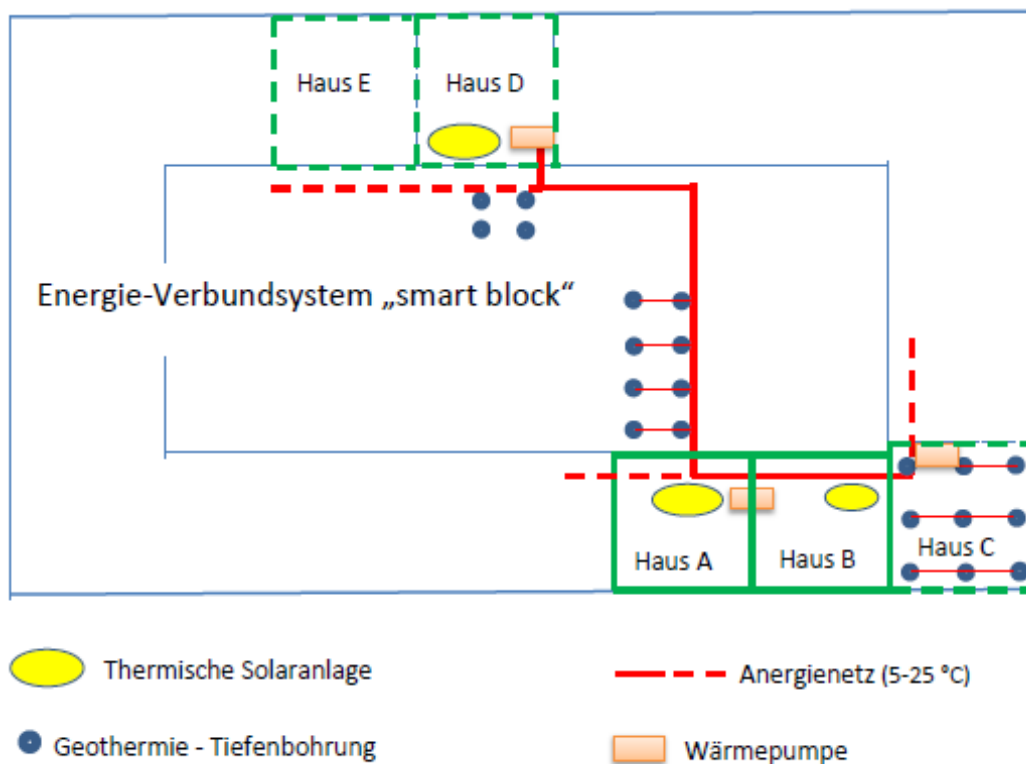 Haus E
Haus D
Energie-Verbundsystem „smart block“
Haus A
Haus B
Haus C
Thermische Solaranlage
Anergienetz (5-25 °C)
Geothermie - Tiefenbohrung
Wärmepumpe